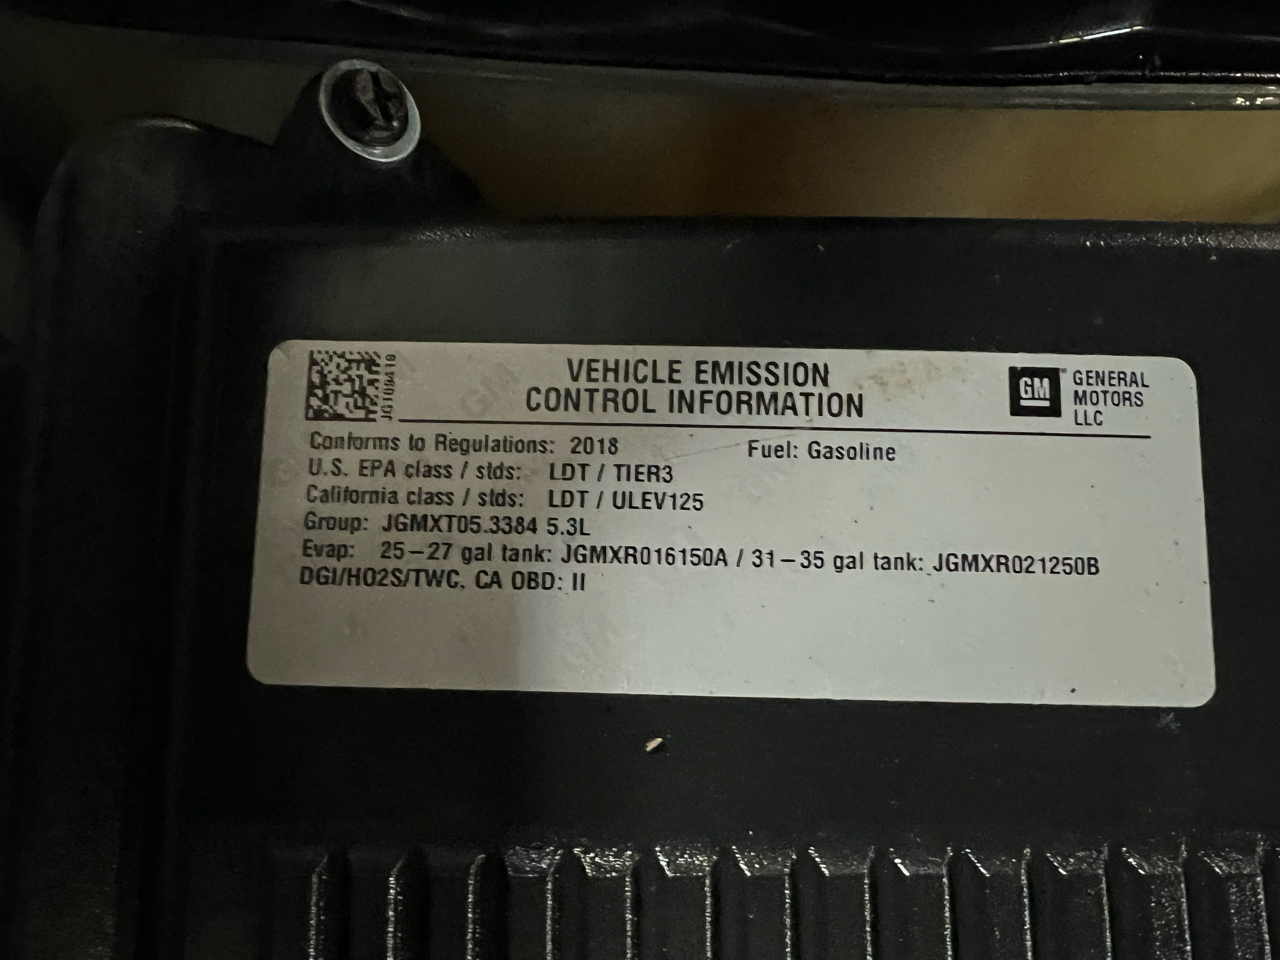 JGT09419
VEHICLE EMISSION
CONTROL INFORMATION
GM
GENERAL
MOTORS
LLC
Conforms to Regulations: 2018 Fuel: Gasoline
U.S. EPA class / stds: LDT / TIER3
California class / stds: LDT / ULEV125
Group: JGMXT05.3384 5.3L
Evap: 25-27 gal tank: JGMXR016150A / 31-35 gal tank: JGMXR021250B
DGI/HO2S/TWC, CA OBD: II